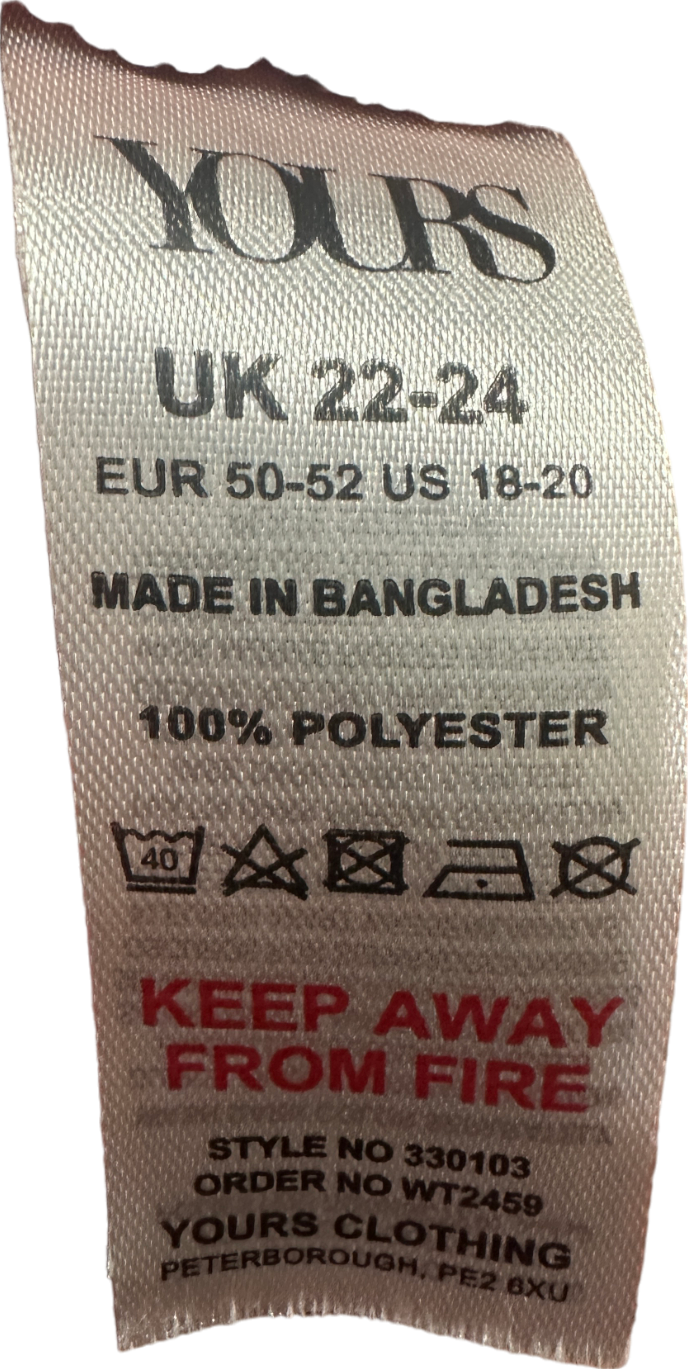 YOURS
UK 22-24
EUR 50-52 US 18-20
MADE IN BANGLADESH
100% POLYESTER
40
KEEP AWAY
FROM FIRE
STYLE NO 330103
ORDER NO WT2459
YOURS CLOTHING
PETERBOROUGH, PE2 6XU